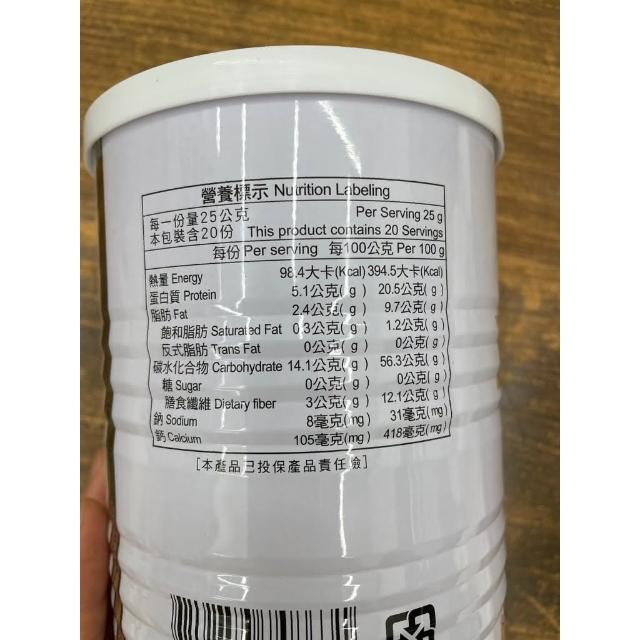 營養標示 Nutrition Labeling
每一份量25公克 Per Serving 25 g
本包裝含20份 This product contains 20 Servings
每份 Per serving 每100公克 Per 100 g
熱量 Energy 98.4大卡(Kcal) 394.5大卡(Kcal)
蛋白質 Protein 5.1公克( g ) 20.5公克( g )
脂肪 Fat 2.4公克( g ) 9.7公克( g )
飽和脂肪 Saturated Fat 0.3公克( g ) 1.2公克( g )
反式脂肪 Trans Fat 0公克( g ) 0公克( g )
碳水化合物 Carbohydrate 14.1公克( g ) 56.3公克( g )
糖 Sugar 0公克( g ) 0公克( g )
膳食纖維 Dietary fiber 3公克( g ) 12.1公克( g )
鈉 Sodium 8毫克(mg) 31毫克(mg)
鈣 Calcium 105毫克(mg) 418毫克(mg)
[本產品已投保產品責任險]